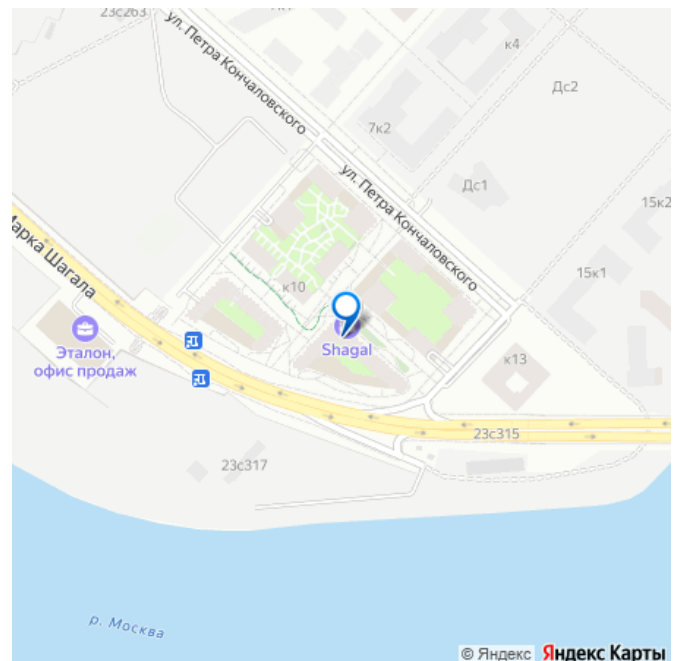 23с263
ул. Петра Кончаловского
к4
Дс2
7к2
ул. Петра Кончаловского
Дс1
15к2
Марка Шагала
15к1
к10
Эталон,
офис продаж
Shagal
к13
23с315
23с317
р. Москва
© Яндекс Яндекс Карты